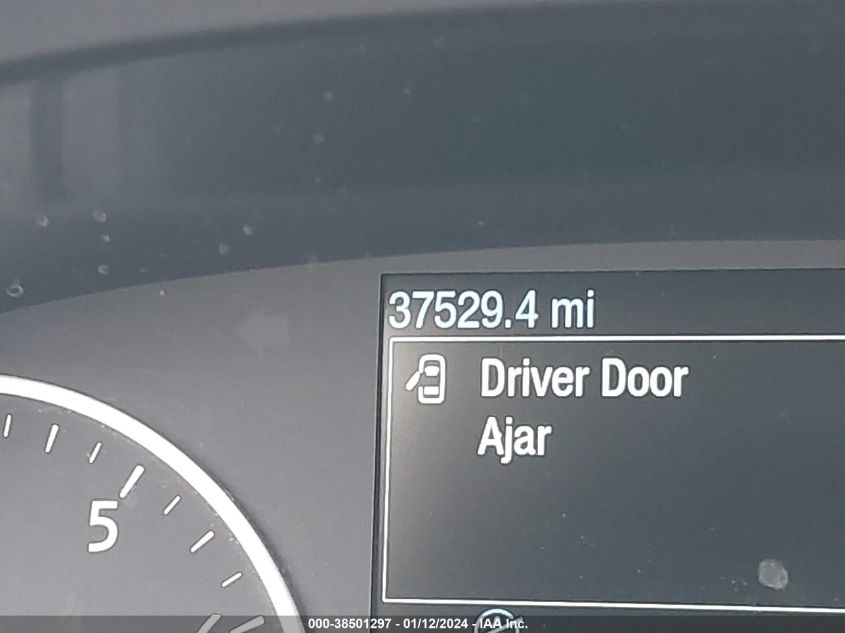 37529.4 mi
Driver Door
Ajar
5
000-38501297 - 01/12/2024 - IAA Inc.